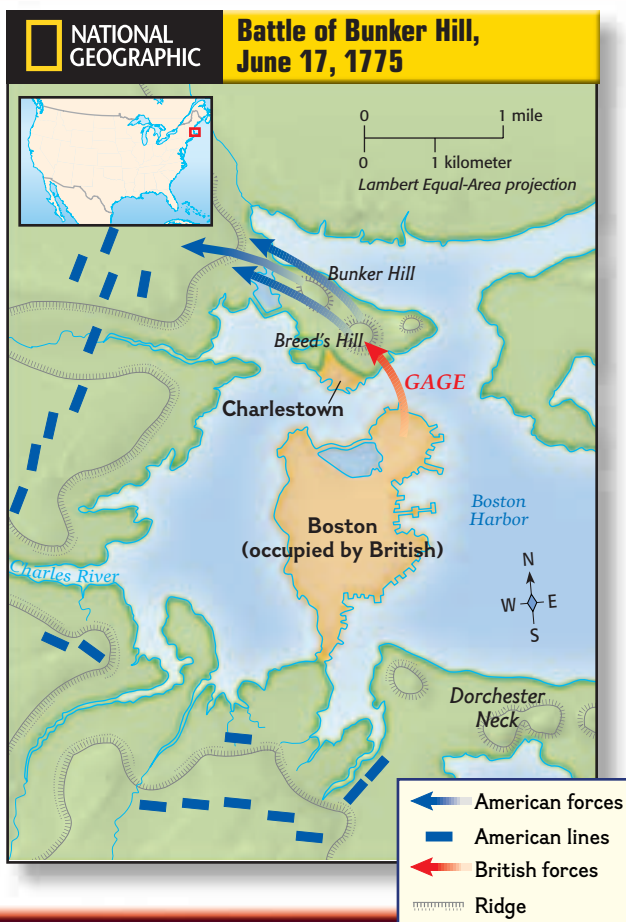 NATIONAL
GEOGRAPHIC
Battle of Bunker Hill,
June 17, 1775
0 1 mile
0 1 kilometer
Lambert Equal-Area projection
Bunker Hill
Breed's Hill
GAGE
Charlestown
Boston
(occupied by British)
Boston
Harbor
Charles River
N
W E
S
Dorchester
Neck
American forces
American lines
British forces
Ridge